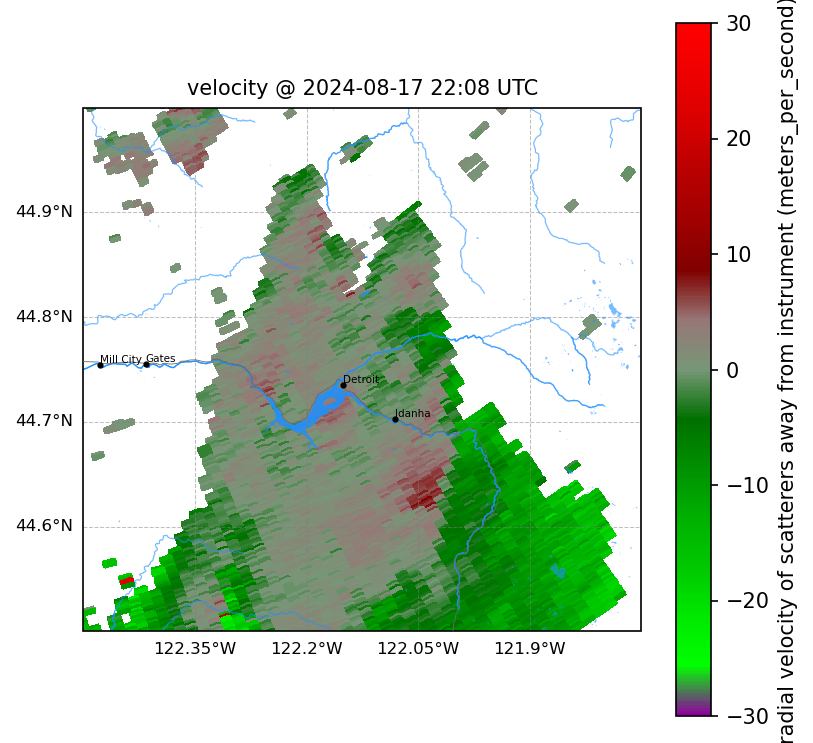 velocity @ 2024-08-17 22:08 UTC
44.9°N
44.8°N
44.7°N
44.6°N
122.35°W
122.2°W
122.05°W
121.9°W
Mill City
Gates
Detroit
Idanha
30
20
10
0
−10
−20
−30
radial velocity of scatterers away from instrument (meters_per_second)